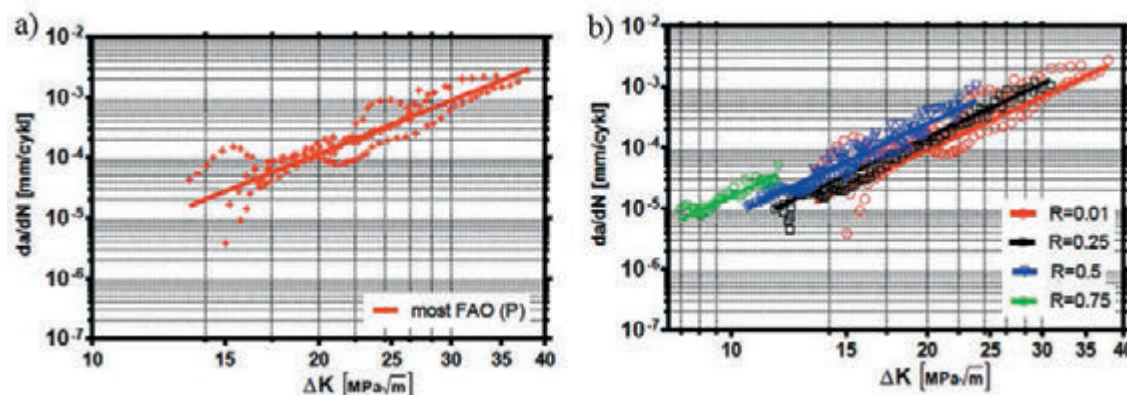 a)
da/dN [mm/cykl]
10-2
10-3
10-4
10-5
10-6
10-7
most FAO (P)
10 15 20 25 30 35 40
ΔK [MPa√m]
b)
da/dN [mm/cykl]
10-2
10-3
10-4
10-5
10-6
10-7
R=0.01
R=0.25
R=0.5
R=0.75
10 15 20 25 30 35 40
ΔK [MPa√m]